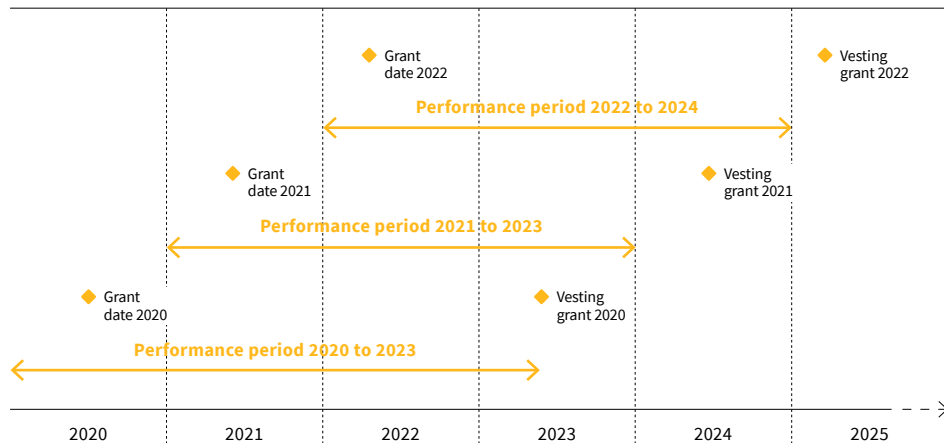 Grant
date 2022
Vesting
grant 2022
Performance period 2022 to 2024
Grant
date 2021
Vesting
grant 2021
Performance period 2021 to 2023
Grant
date 2020
Vesting
grant 2020
Performance period 2020 to 2023
2020 2021 2022 2023 2024 2025